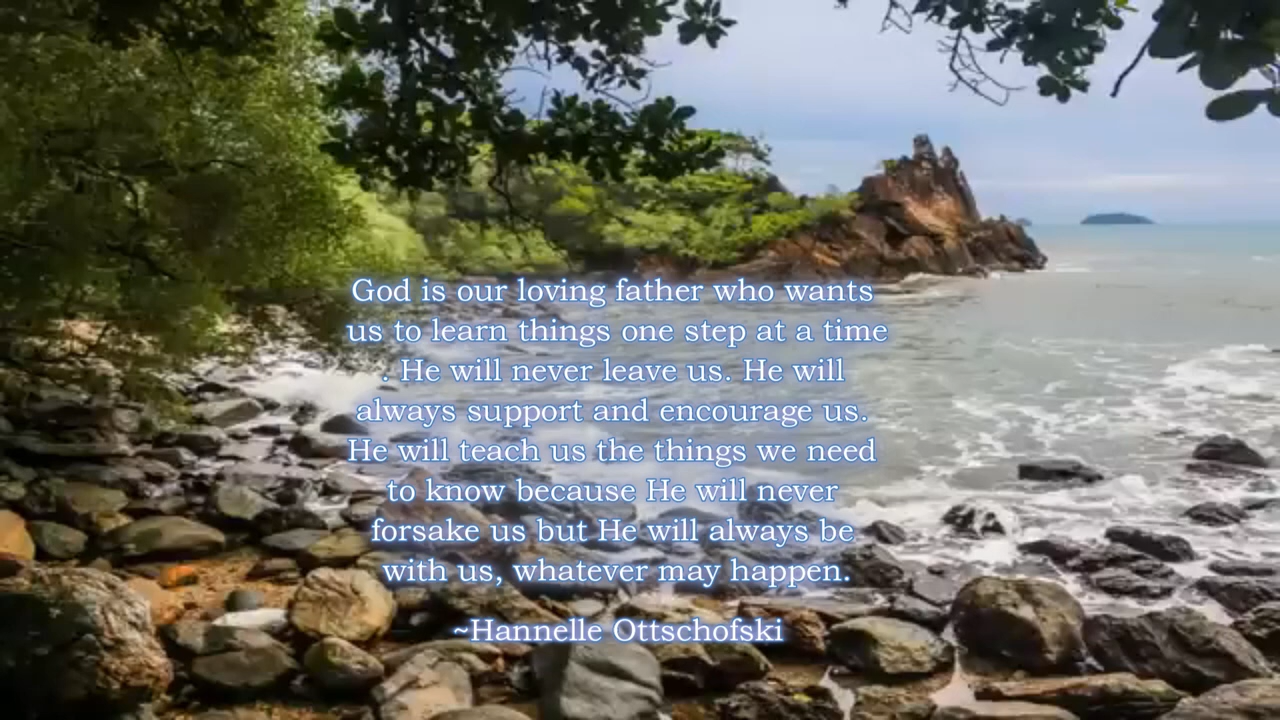 God is our loving father who wants
us to learn things one step at a time
. He will never leave us. He will
always support and encourage us.
He will teach us the things we need
to know because He will never
forsake us but He will always be
with us, whatever may happen.
~Hannelle Ottschofski